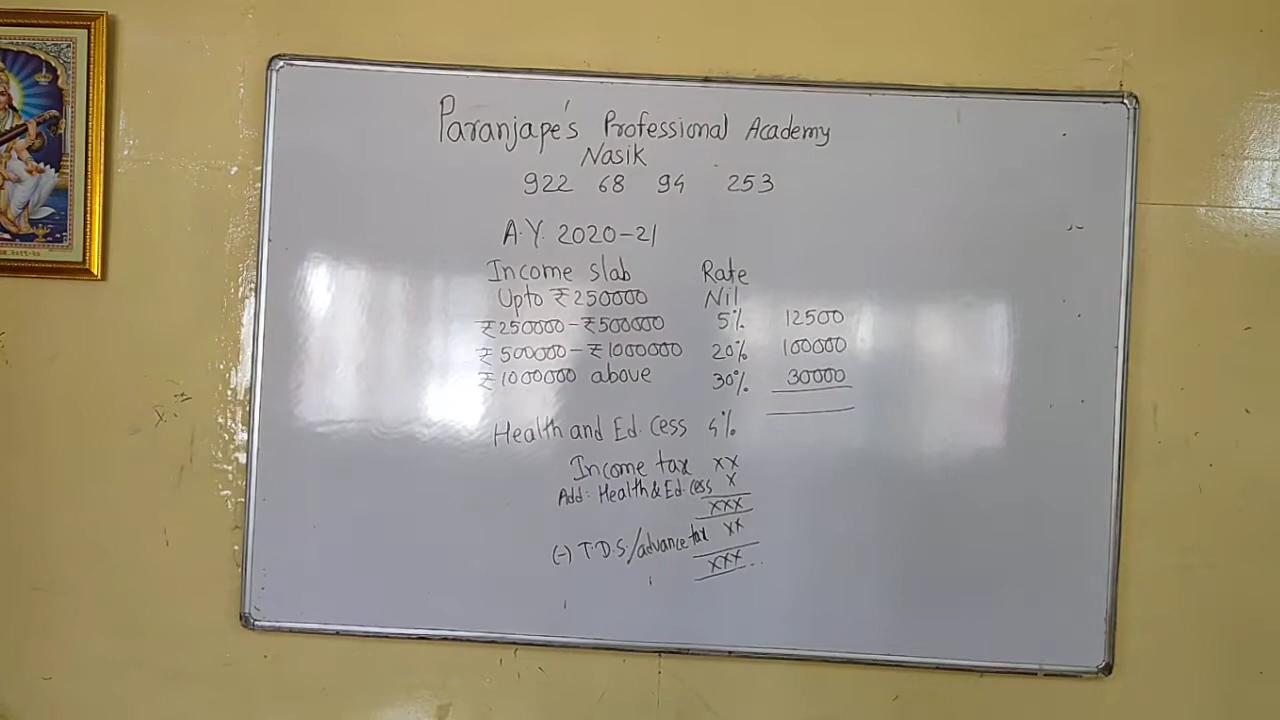 Paranjape's Professional Academy
Nasik
922 68 94 253
A.Y. 2020-21
Income slab Rate
Upto ₹250000 Nil
₹250000-₹500000 5% 12500
₹500000-₹1000000 20% 100000
₹1000000 above 30% 30000
Health and Ed. Cess 4%
Income tax xx
Add: Health & Ed. Cess x
xxx
(-) T.D.S./advance tax xx
xxx